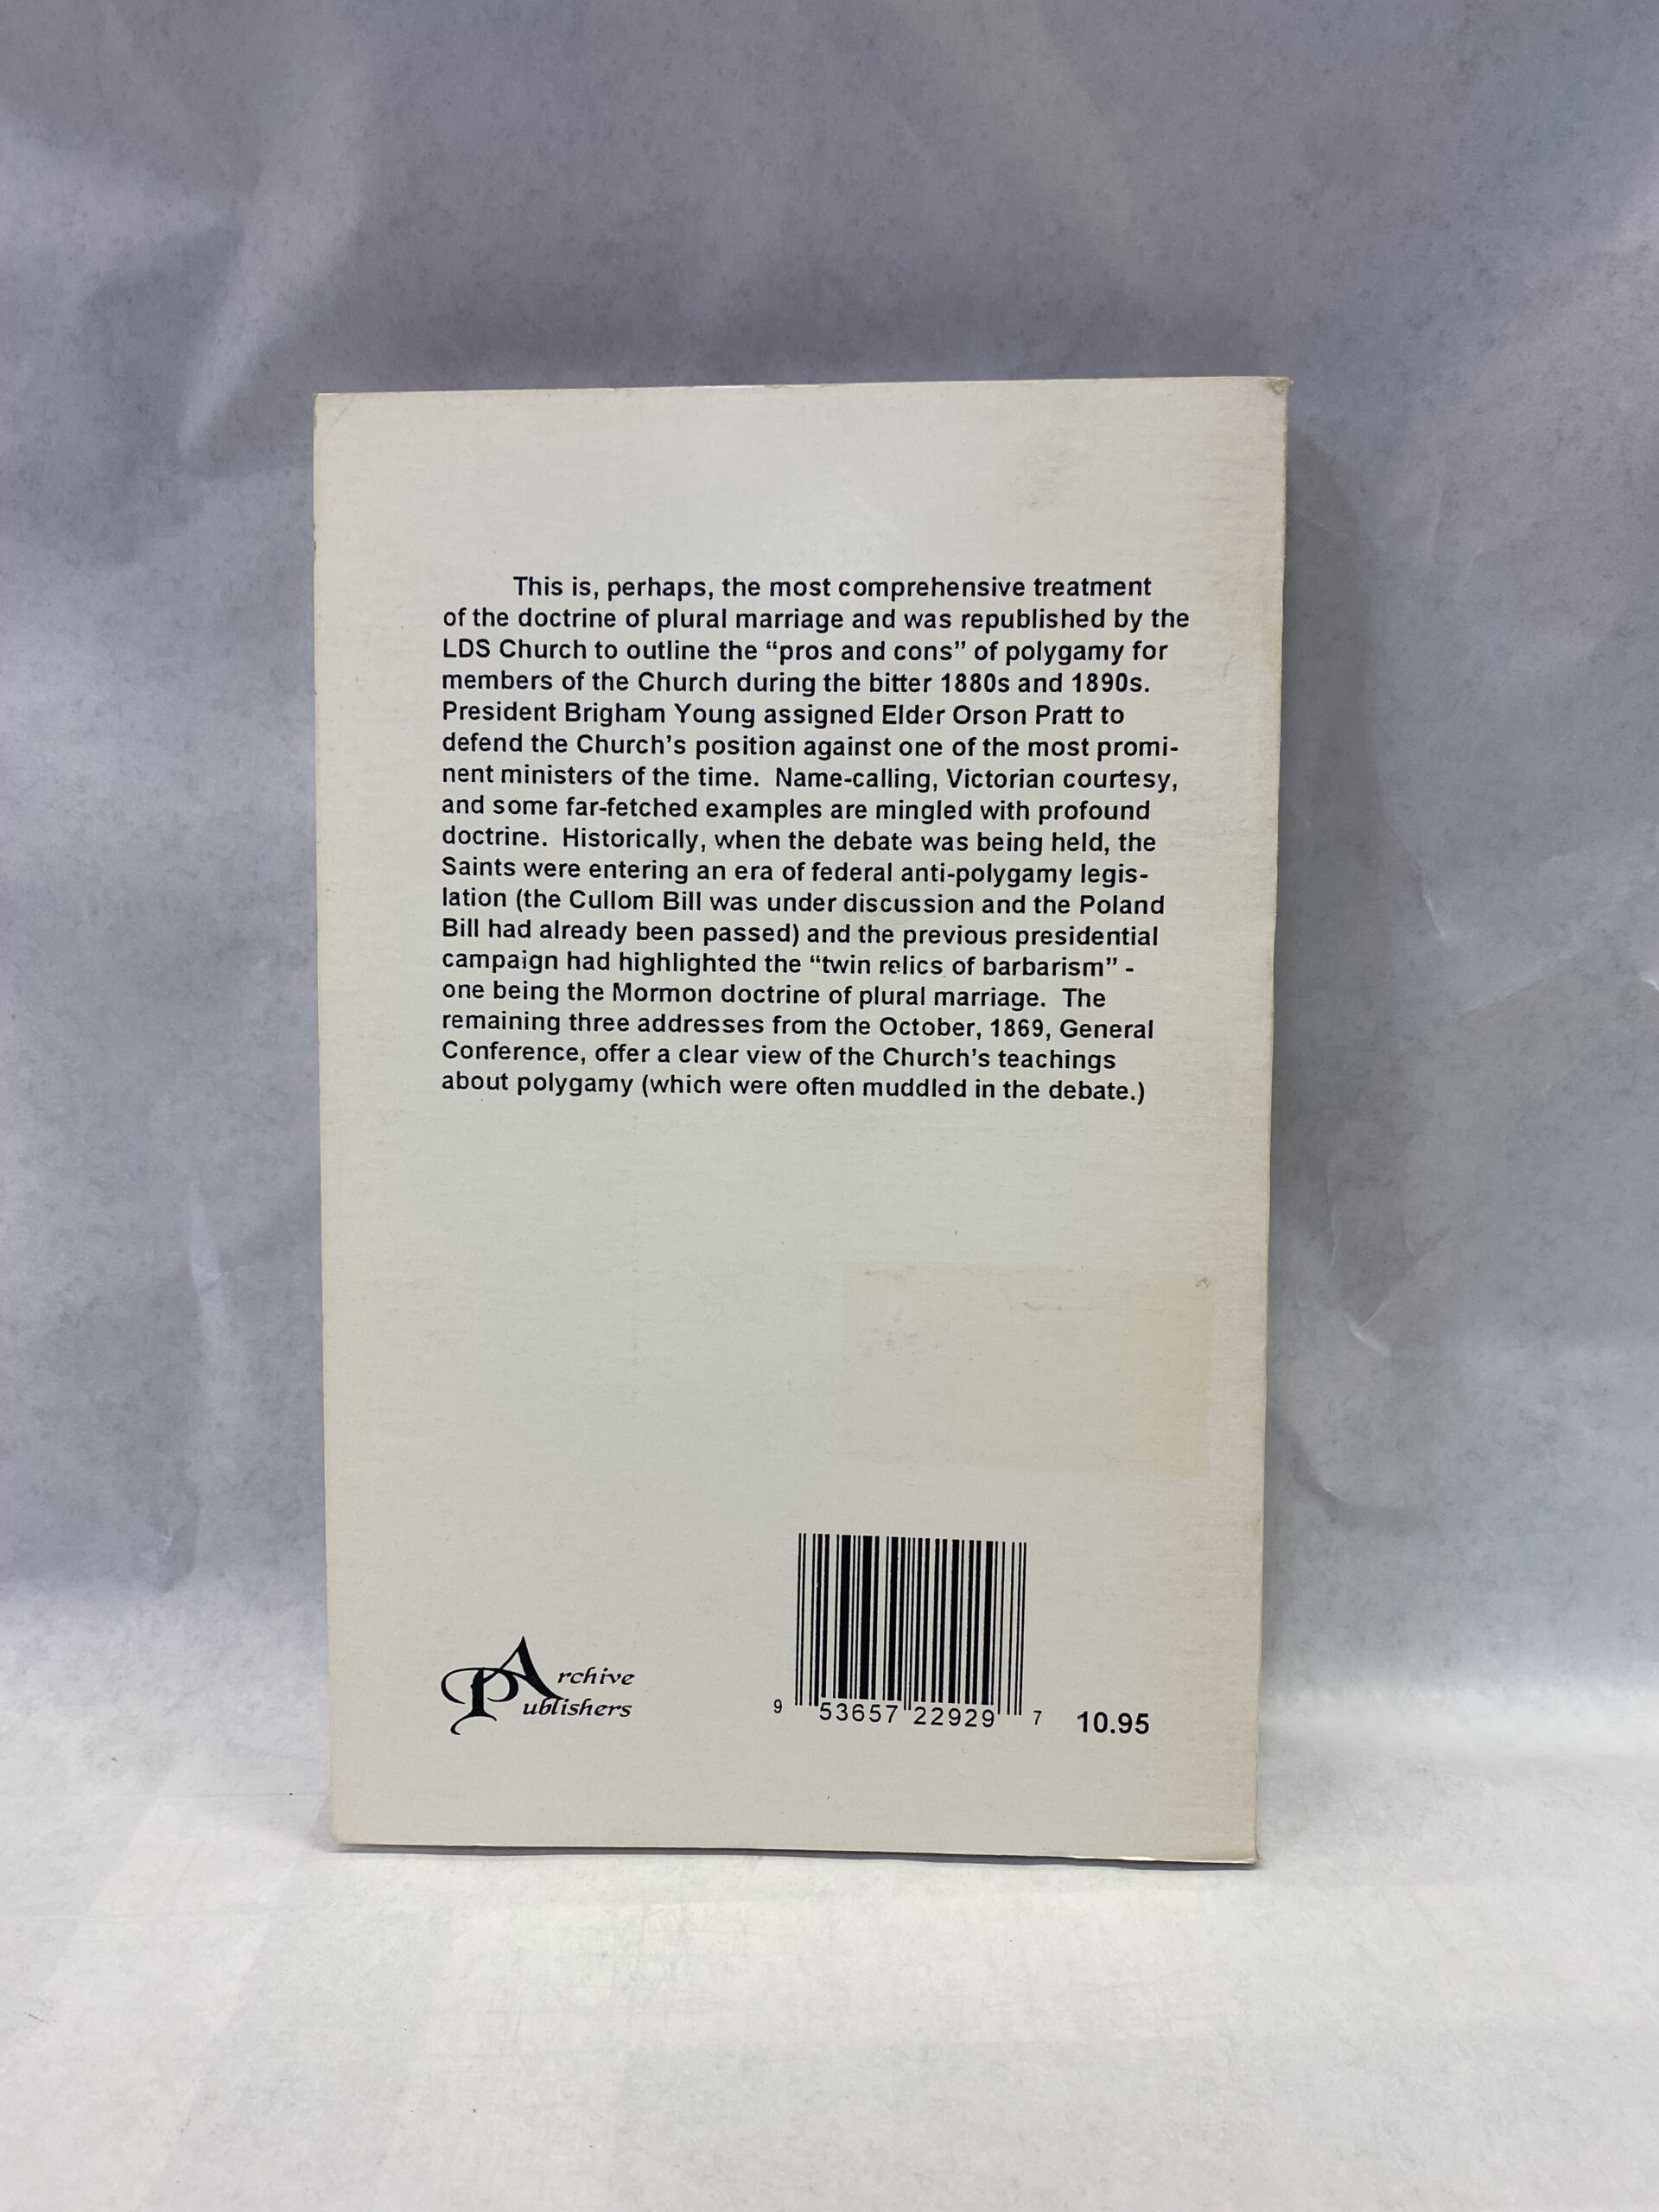 This is, perhaps, the most comprehensive treatment
of the doctrine of plural marriage and was republished by the
LDS Church to outline the “pros and cons” of polygamy for
members of the Church during the bitter 1880s and 1890s.
President Brigham Young assigned Elder Orson Pratt to
defend the Church’s position against one of the most promi-
nent ministers of the time.  Name-calling, Victorian courtesy,
and some far-fetched examples are mingled with profound
doctrine.  Historically, when the debate was being held, the
Saints were entering an era of federal anti-polygamy legis-
lation (the Cullom Bill was under discussion and the Poland
Bill had already been passed) and the previous presidential
campaign had highlighted the “twin relics of barbarism” -
one being the Mormon doctrine of plural marriage.  The
remaining three addresses from the October, 1869, General
Conference, offer a clear view of the Church’s teachings
about polygamy (which were often muddled in the debate.)
Archive
Publishers
9 53657 22929 7
10.95